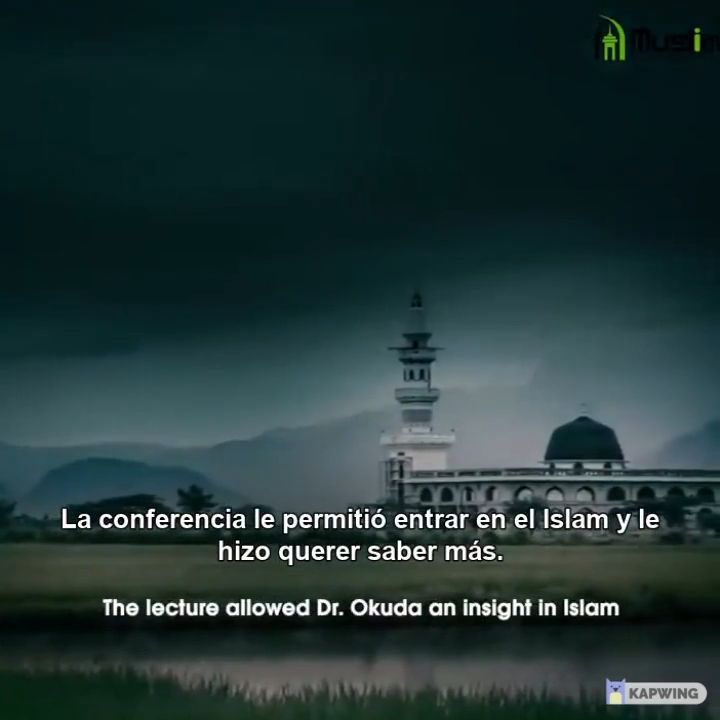 Muslim
La conferencia le permitió entrar en el Islam y le
hizo querer saber más.
The lecture allowed Dr. Okuda an insight in Islam
KAPWING